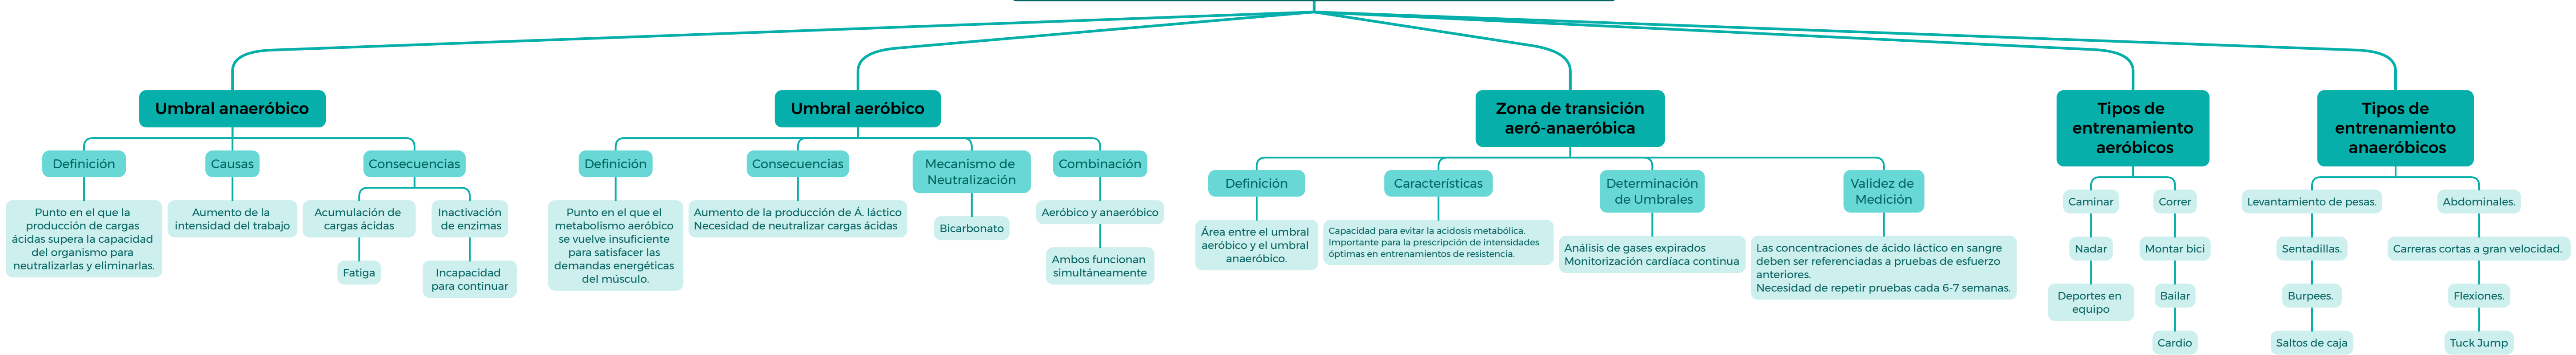 Umbral anaeróbico
Definición
Punto en el que la
producción de cargas
ácidas supera la capacidad
del organismo para
neutralizarlas y eliminarlas.
Causas
Aumento de la
intensidad del trabajo
Consecuencias
Acumulación de
cargas ácidas
Fatiga
Inactivación
de enzimas
Incapacidad
para continuar
Umbral aeróbico
Definición
Punto en el que el
metabolismo aeróbico
se vuelve insuficiente
para satisfacer las
demandas energéticas
del músculo.
Consecuencias
Aumento de la producción de Á. láctico
Necesidad de neutralizar cargas ácidas
Mecanismo de
Neutralización
Bicarbonato
Combinación
Aeróbico y anaeróbico
Ambos funcionan
simultáneamente
Zona de transición
aeró-anaeróbica
Definición
Área entre el umbral
aeróbico y el umbral
anaeróbico.
Características
Capacidad para evitar la acidosis metabólica.
Importante para la prescripción de intensidades
óptimas en entrenamientos de resistencia.
Determinación
de Umbrales
Análisis de gases expirados
Monitorización cardíaca continua
Validez de
Medición
Las concentraciones de ácido láctico en sangre
deben ser referenciadas a pruebas de esfuerzo
anteriores.
Necesidad de repetir pruebas cada 6-7 semanas.
Tipos de
entrenamiento
aeróbicos
Caminar
Nadar
Deportes en
equipo
Correr
Montar bici
Bailar
Cardio
Tipos de
entrenamiento
anaeróbicos
Levantamiento de pesas.
Sentadillas.
Burpees.
Saltos de caja
Abdominales.
Carreras cortas a gran velocidad.
Flexiones.
Tuck Jump